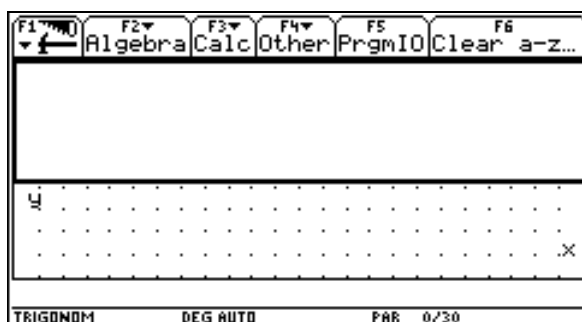 F1 F2 F3 F4 F5 F6
Algebra Calc Other PrgmIO Clear a-z…
y
x
TRIGONOM DEG AUTO PAR 0/30